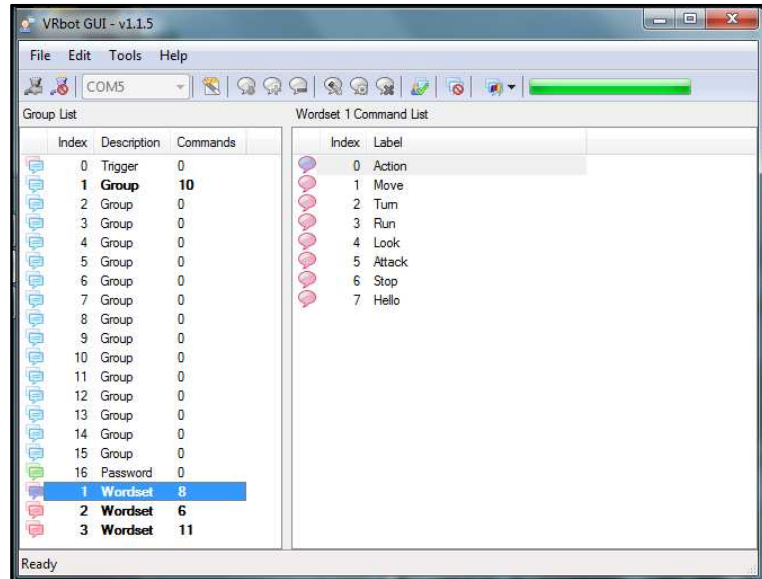 VRbot GUI - v1.1.5
File Edit Tools Help
COM5
Group List
Index Description Commands
0 Trigger 0
1 Group 10
2 Group 0
3 Group 0
4 Group 0
5 Group 0
6 Group 0
7 Group 0
8 Group 0
9 Group 0
10 Group 0
11 Group 0
12 Group 0
13 Group 0
14 Group 0
15 Group 0
16 Password 0
1 Wordset 8
2 Wordset 6
3 Wordset 11
Wordset 1 Command List
Index Label
0 Action
1 Move
2 Turn
3 Run
4 Look
5 Attack
6 Stop
7 Hello
Ready